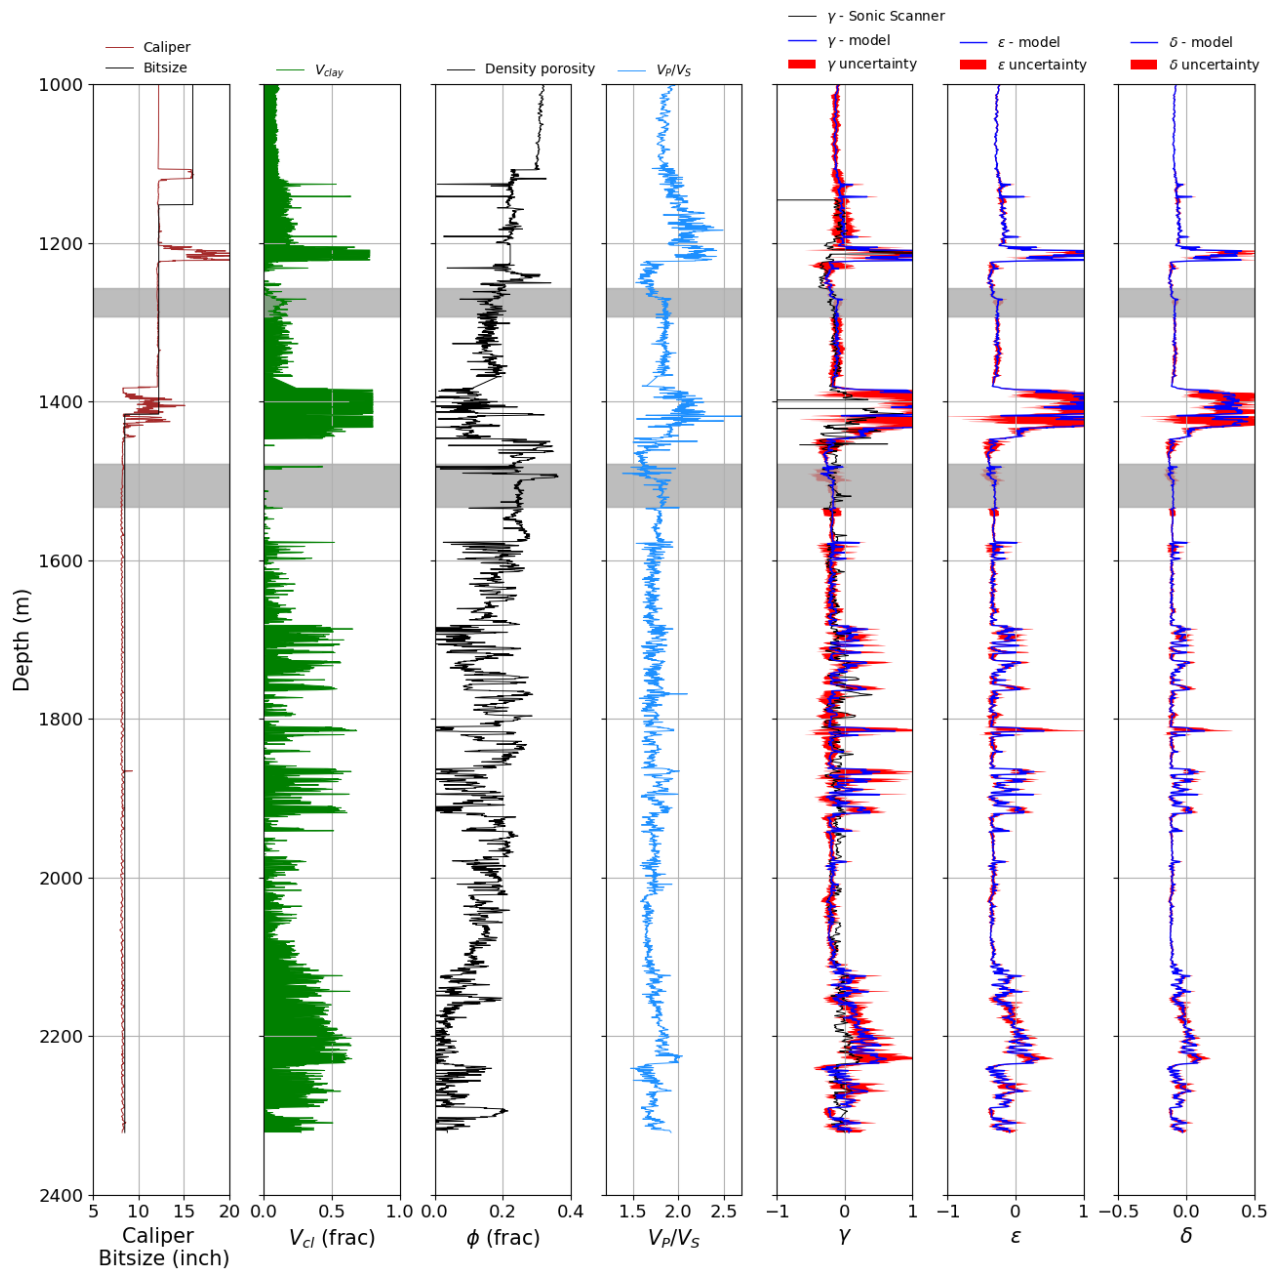 γ - Sonic Scanner
γ - model
γ uncertainty
ε - model
ε uncertainty
δ - model
δ uncertainty
Caliper
Bitsize
V_clay
Density porosity
V_P/V_S
1000
1200
1400
1600
1800
2000
2200
2400
Depth (m)
5 10 15 20
0.0 0.5 1.0
0.0 0.2 0.4
1.5 2.0 2.5
−1 0 1
−1 0 1
−0.5 0.0 0.5
Caliper
Bitsize (inch)
V_cl (frac)
ϕ (frac)
V_P/V_S
γ
ε
δ